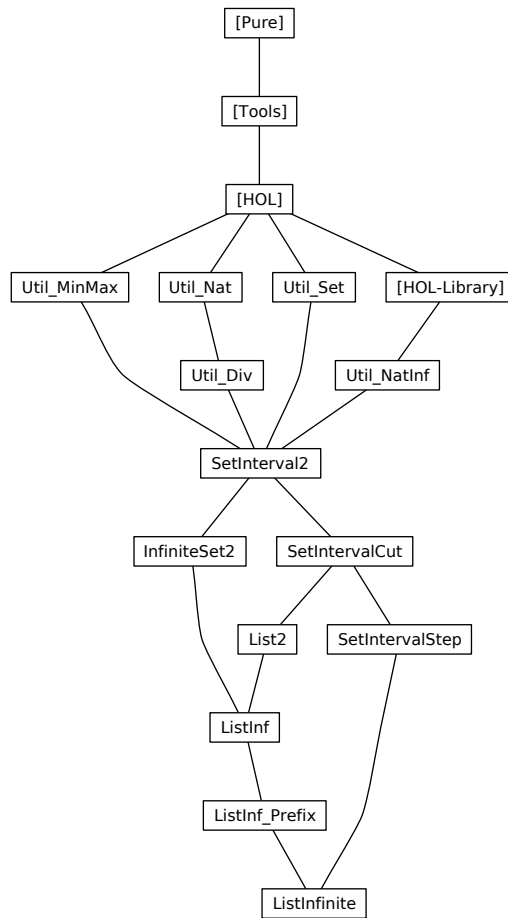 [Pure]
[Tools]
[HOL]
Util_MinMax
Util_Nat
Util_Set
[HOL-Library]
Util_Div
Util_NatInf
SetInterval2
InfiniteSet2
SetIntervalCut
List2
SetIntervalStep
ListInf
ListInf_Prefix
ListInfinite